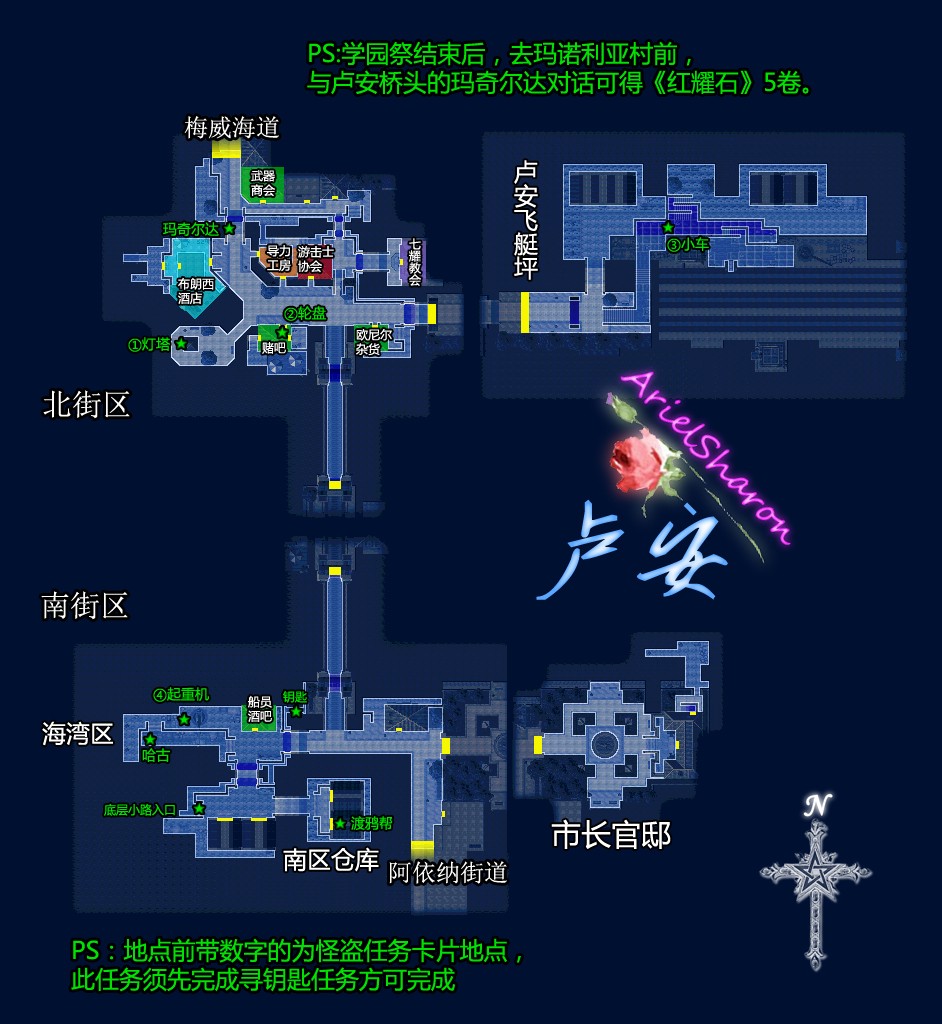 PS:学园祭结束后，去玛诺利亚村前，
与卢安桥头的玛奇尔达对话可得《红耀石》5卷。
梅威海道
武器
商会
玛奇尔达
布朗西
酒店
导力
工房
游击士
协会
七耀教会
②轮盘
①灯塔
赌吧
欧尼尔
杂货
北街区
卢安飞艇坪
③小车
ArielSharon
卢安
南街区
海湾区
④起重机
船员
酒吧
钥匙
哈古
底层小路入口
渡鸦帮
南区仓库
阿依纳街道
市长官邸
N
PS：地点前带数字的为怪盗任务卡片地点，
此任务须先完成寻钥匙任务方可完成